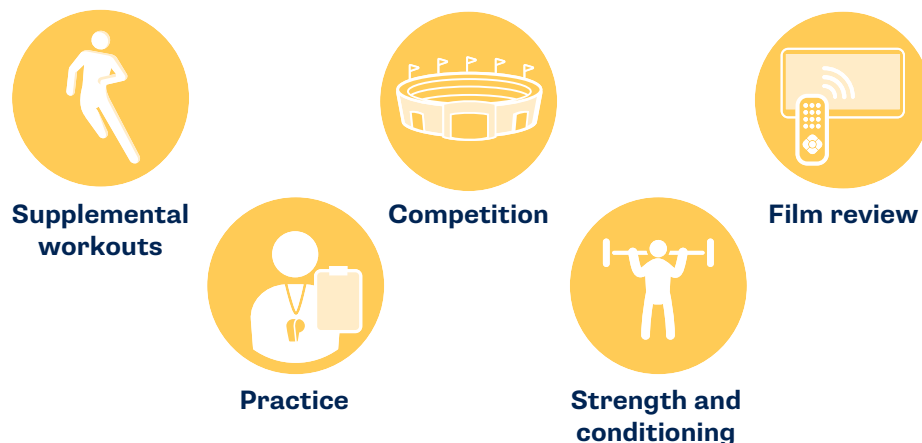 Supplemental
workouts
Competition
Film review
Practice
Strength and
conditioning